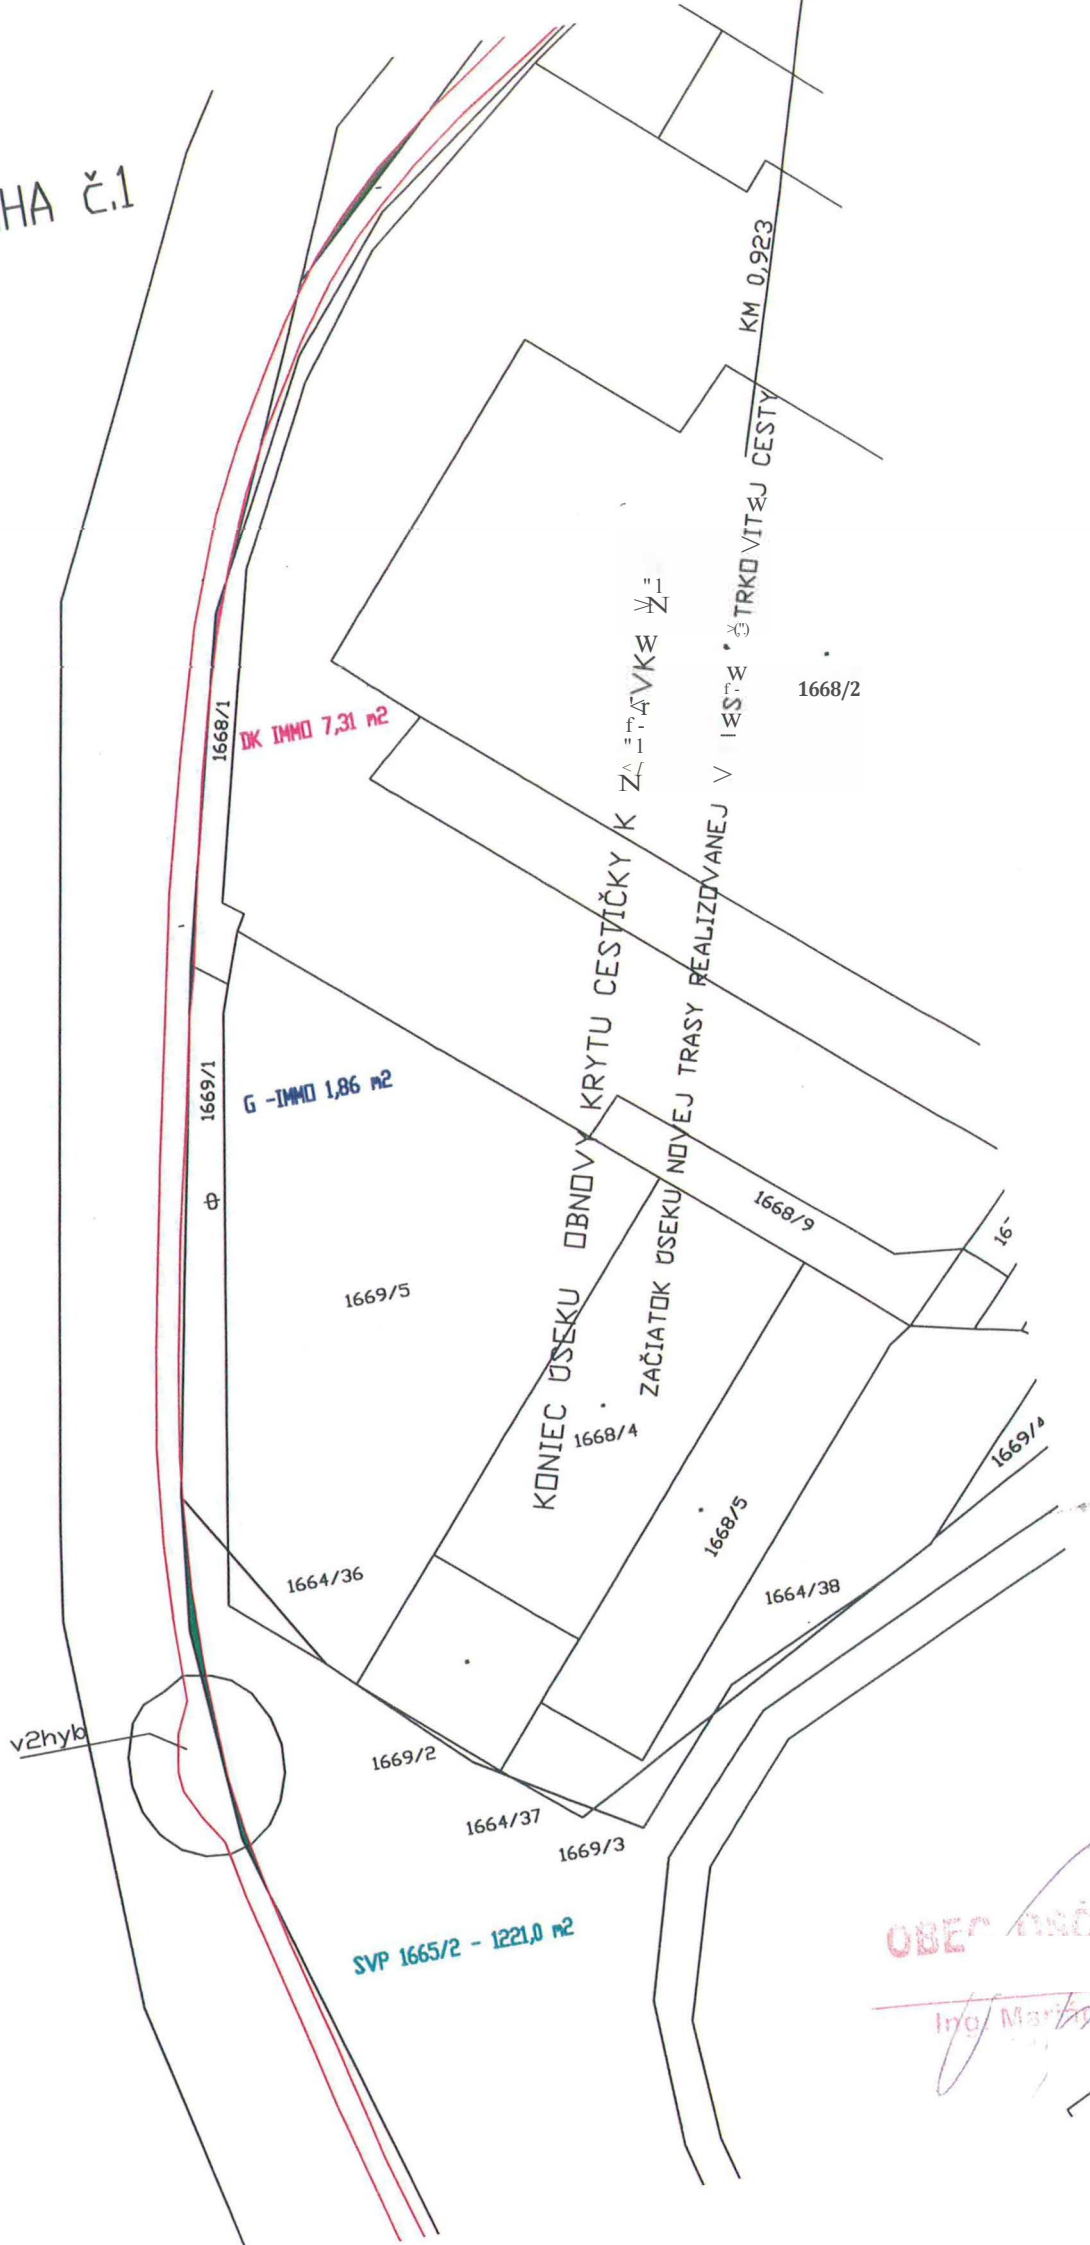 HA Č.1
KM 0,923
1668/2
1668/1
DK IMMO 7,31 m2
KONIEC ÚSEKU OBNOVY KRYTU CESTIČKY K
ZAČIATOK ÚSEKU NOVEJ TRASY REALIZOVANEJ V
CESTY
1669/1
G -IMMO 1,86 m2
1668/9
16-
1669/5
1668/4
1668/5
1669/4
1664/36
1664/38
v2hyb
1669/2
1664/37
1669/3
SVP 1665/2 - 1221,0 m2
OBEC
Ing.